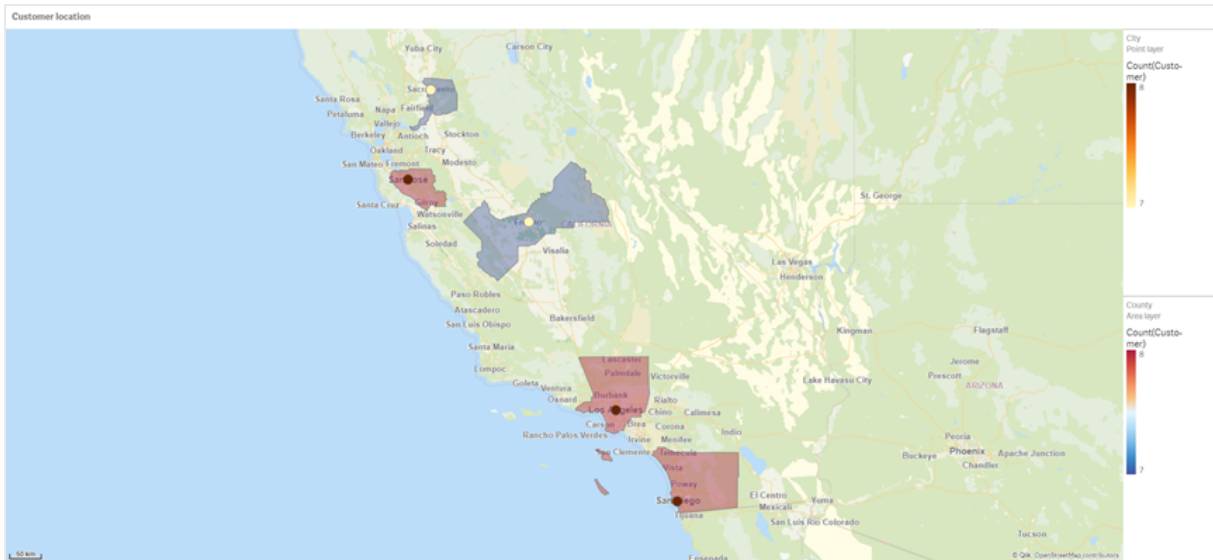 Customer location
Yuba City
Carson City
Sacramento
Santa Rosa
Napa
Fairfield
Petaluma
Vallejo
Berkeley
Antioch
Stockton
Oakland
Tracy
San Mateo
Fremont
Modesto
San Jose
Santa Cruz
Gilroy
Watsonville
Salinas
Soledad
CALIFORNIA
Visalia
St. George
Las Vegas
Henderson
Paso Robles
Atascadero
San Luis Obispo
Bakersfield
Santa Maria
Lompoc
Kingman
Flagstaff
Lancaster
Palmdale
Victorville
Goleta
Ventura
Oxnard
Burbank
Rialto
Lake Havasu City
Jerome
Prescott
ARIZONA
Los Angeles
Chino
Calimesa
Carson
Brea
Corona
Rancho Palos Verdes
Irvine
Menifee
Indio
San Clemente
Temecula
Vista
Poway
San Diego
Tijuana
El Centro
Mexicali
Yuma
San Luis Rio Colorado
Peoria
Buckeye
Phoenix
Apache Junction
Chandler
Tucson
Ensenada
50 km
© Qlik, OpenStreetMap contributors
City
Point layer
Count(Custo-
mer)
8
7
County
Area layer
Count(Custo-
mer)
8
7